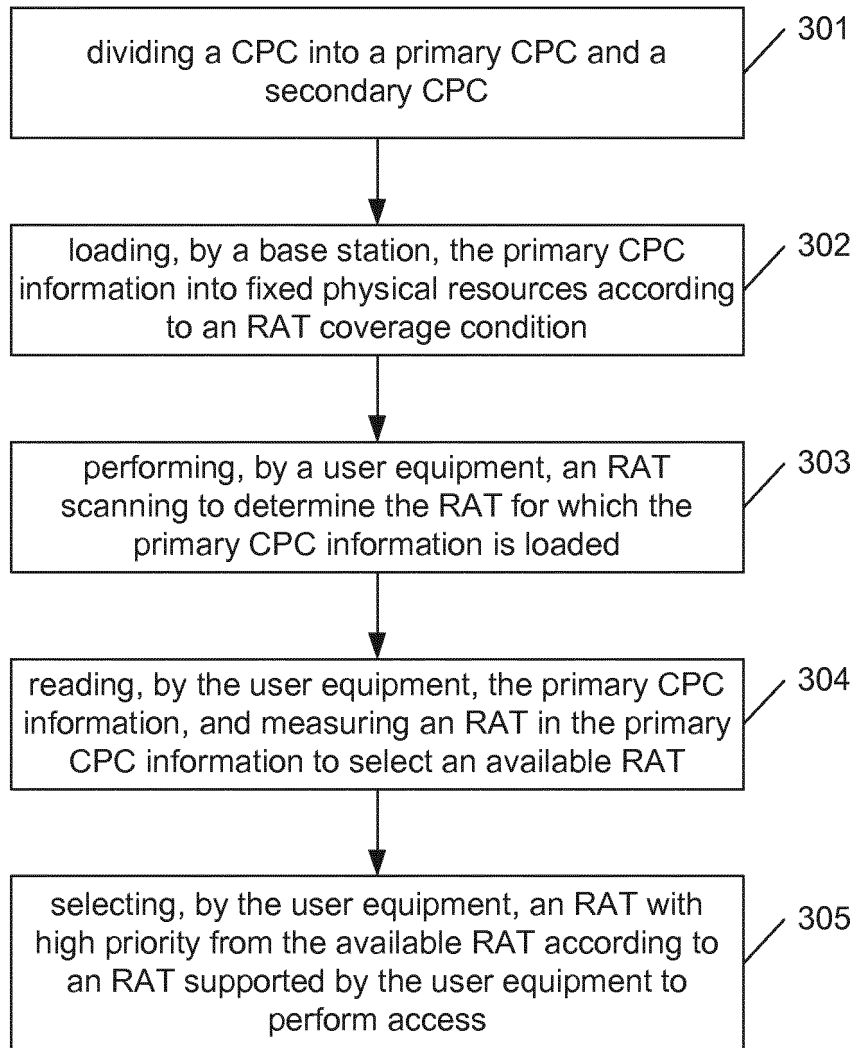 dividing a CPC into a primary CPC and a
secondary CPC
301
loading, by a base station, the primary CPC
information into fixed physical resources according
to an RAT coverage condition
302
performing, by a user equipment, an RAT
scanning to determine the RAT for which the
primary CPC information is loaded
303
reading, by the user equipment, the primary CPC
information, and measuring an RAT in the primary
CPC information to select an available RAT
304
selecting, by the user equipment, an RAT with
high priority from the available RAT according to
an RAT supported by the user equipment to
perform access
305